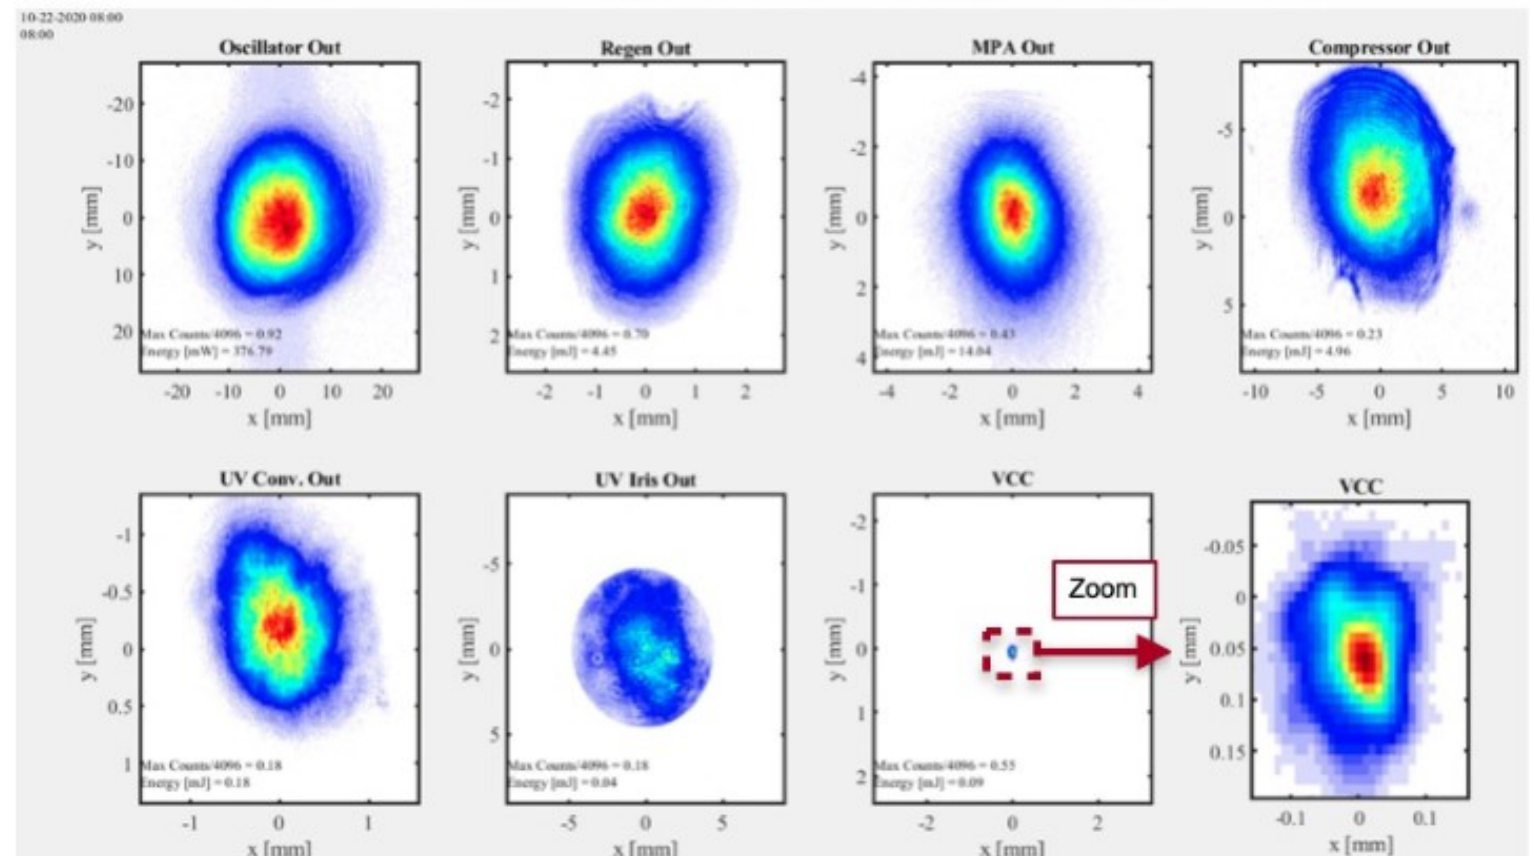 10-22-2020 08:00
08:00
Oscillator Out
Regen Out
MPA Out
Compressor Out
-20
-10
0
10
20
y [mm]
Max Counts/4096 = 0.92
Energy [mW] = 376.79
-20 -10 0 10 20
x [mm]
-2
-1
0
1
2
y [mm]
Max Counts/4096 = 0.70
Energy [mJ] = 4.45
-2 -1 0 1 2
x [mm]
-4
-2
0
2
4
y [mm]
Max Counts/4096 = 0.43
Energy [mJ] = 14.04
-4 -2 0 2 4
x [mm]
-5
0
5
y [mm]
Max Counts/4096 = 0.23
Energy [mJ] = 4.96
-10 -5 0 5 10
x [mm]
UV Conv. Out
UV Iris Out
VCC
VCC
-1
-0.5
0
0.5
1
y [mm]
Max Counts/4096 = 0.18
Energy [mJ] = 0.18
-1 0 1
x [mm]
-5
0
5
y [mm]
Max Counts/4096 = 0.18
Energy [mJ] = 0.04
-5 0 5
x [mm]
-2
-1
0
1
2
y [mm]
Zoom
Max Counts/4096 = 0.55
Energy [mJ] = 0.09
-2 0 2
x [mm]
-0.05
0
0.05
0.1
0.15
y [mm]
-0.1 0 0.1
x [mm]